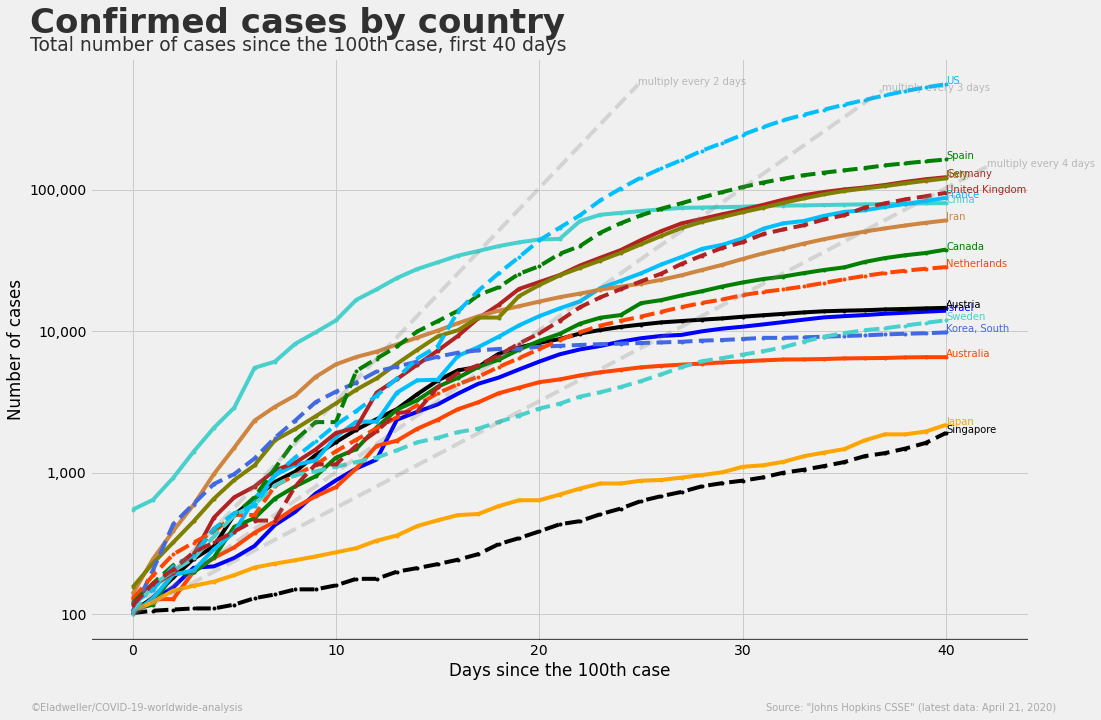 Confirmed cases by country
Total number of cases since the 100th case, first 40 days
multiply every 2 days
US
multiply every 3 days
Spain
multiply every 4 days
Germany
United Kingdom
France
China
Iran
Canada
Netherlands
Austria
Israel
Sweden
Korea, South
Australia
Japan
Singapore
100,000
10,000
1,000
100
Number of cases
0 10 20 30 40
Days since the 100th case
©Eladweller/COVID-19-worldwide-analysis
Source: "Johns Hopkins CSSE" (latest data: April 21, 2020)